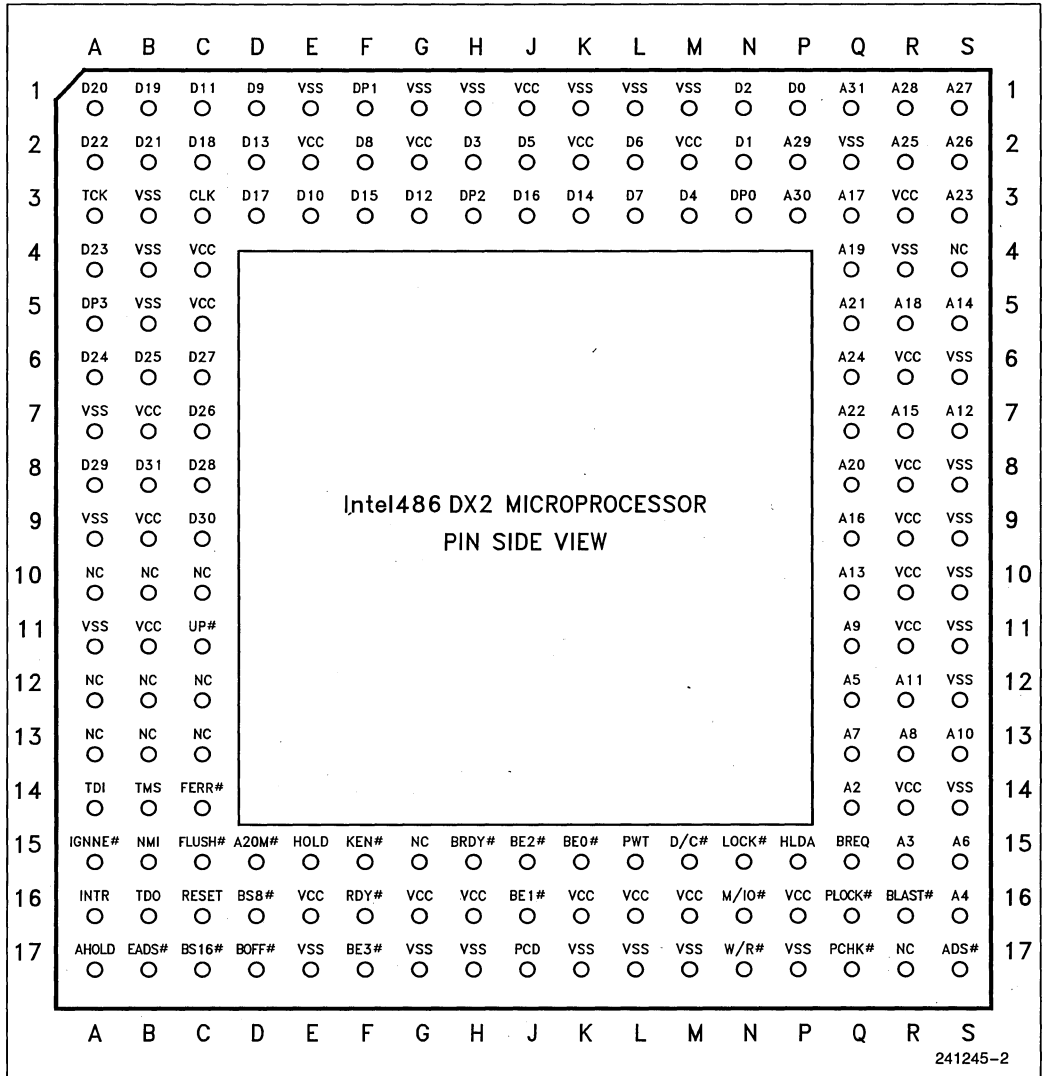 A B C D E F G H J K L M N P Q R S
1 D20 D19 D11 D9 VSS DP1 VSS VSS VCC VSS VSS VSS D2 D0 A31 A28 A27 1
2 D22 D21 D18 D13 VCC D8 VCC D3 D5 VCC D6 VCC D1 A29 VSS A25 A26 2
3 TCK VSS CLK D17 D10 D15 D12 DP2 D16 D14 D7 D4 DP0 A30 A17 VCC A23 3
4 D23 VSS VCC A19 VSS NC 4
5 DP3 VSS VCC A21 A18 A14 5
6 D24 D25 D27 A24 VCC VSS 6
7 VSS VCC D26 A22 A15 A12 7
8 D29 D31 D28 A20 VCC VSS 8
Intel486 DX2 MICROPROCESSOR
9 VSS VCC D30 A16 VCC VSS 9
PIN SIDE VIEW
10 NC NC NC A13 VCC VSS 10
11 VSS VCC UP# A9 VCC VSS 11
12 NC NC NC A5 A11 VSS 12
13 NC NC NC A7 A8 A10 13
14 TDI TMS FERR# A2 VCC VSS 14
15 IGNNE# NMI FLUSH# A20M# HOLD KEN# NC BRDY# BE2# BE0# PWT D/C# LOCK# HLDA BREQ A3 A6 15
16 INTR TDO RESET BS8# VCC RDY# VCC VCC BE1# VCC VCC VCC M/IO# VCC PLOCK# BLAST# A4 16
17 AHOLD EADS# BS16# BOFF# VSS BE3# VSS VSS PCD VSS VSS VSS W/R# VSS PCHK# NC ADS# 17
A B C D E F G H J K L M N P Q R S
241245-2